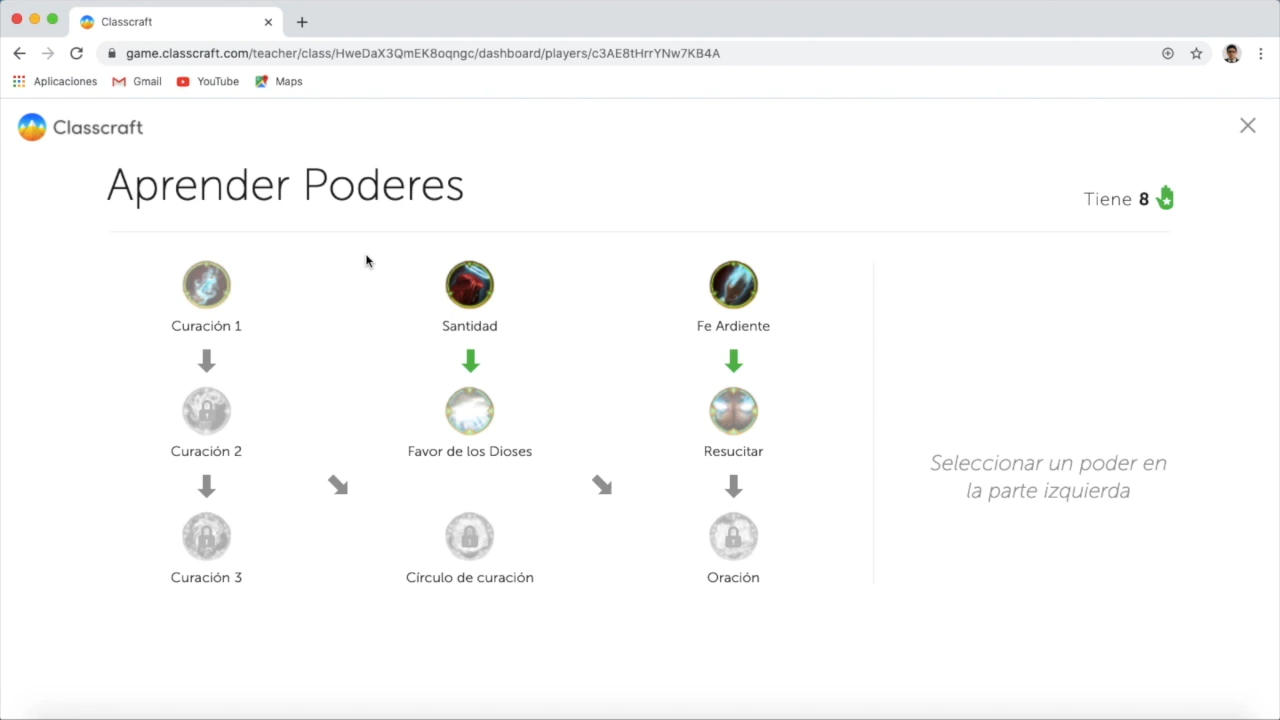 Classcraft
game.classcraft.com/teacher/class/HweDaX3QmEK8oqngc/dashboard/players/c3AE8tHrrYNw7KB4A
Aplicaciones Gmail YouTube Maps
Classcraft
Aprender Poderes
Tiene 8
Curación 1 Santidad Fe Ardiente
Curación 2 Favor de los Dioses Resucitar
Seleccionar un poder en
la parte izquierda
Curación 3 Círculo de curación Oración